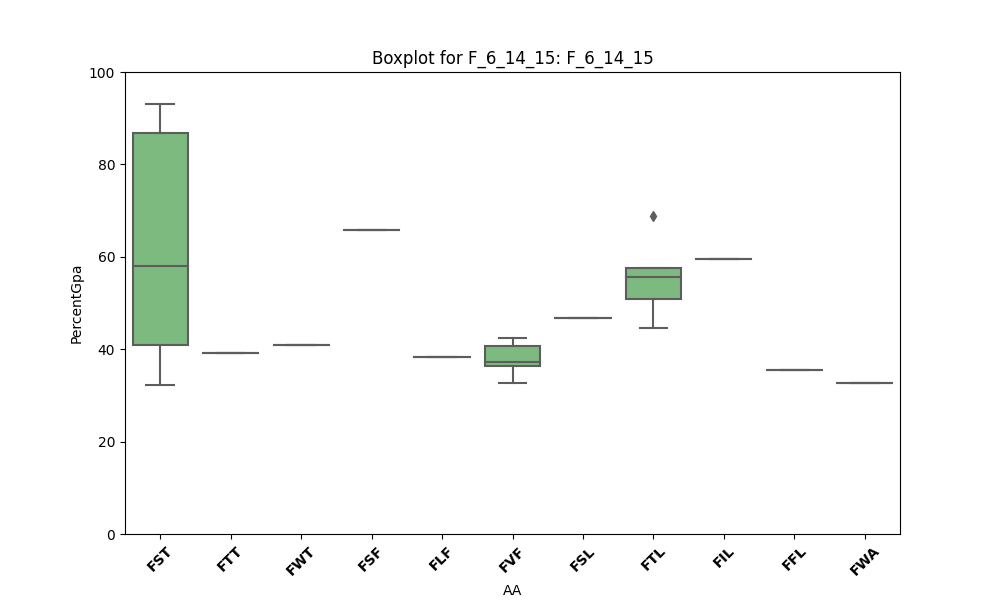 Boxplot for F_6_14_15: F_6_14_15
100
80
60
40
20
0
PercentGpa
FST FTT FWT FSF FLF FVF FSL FTL FIL FFL FWA
AA